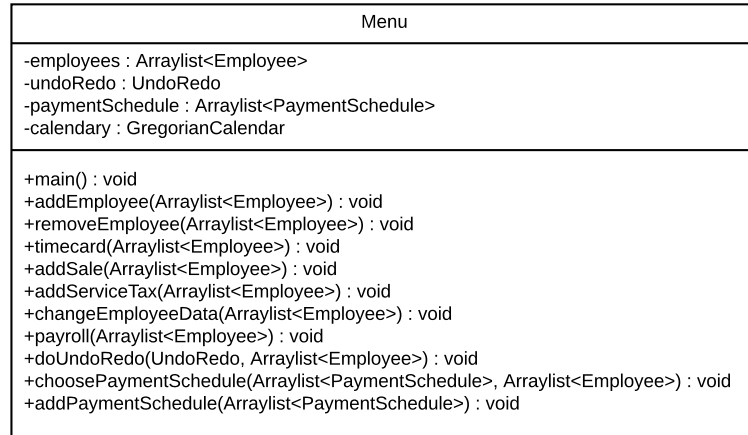 Menu
-employees : Arraylist<Employee>
-undoRedo : UndoRedo
-paymentSchedule : Arraylist<PaymentSchedule>
-calendary : GregorianCalendar
+main() : void
+addEmployee(Arraylist<Employee>) : void
+removeEmployee(Arraylist<Employee>) : void
+timecard(Arraylist<Employee>) : void
+addSale(Arraylist<Employee>) : void
+addServiceTax(Arraylist<Employee>) : void
+changeEmployeeData(Arraylist<Employee>) : void
+payroll(Arraylist<Employee>) : void
+doUndoRedo(UndoRedo, Arraylist<Employee>) : void
+choosePaymentSchedule(Arraylist<PaymentSchedule>, Arraylist<Employee>) : void
+addPaymentSchedule(Arraylist<PaymentSchedule>) : void